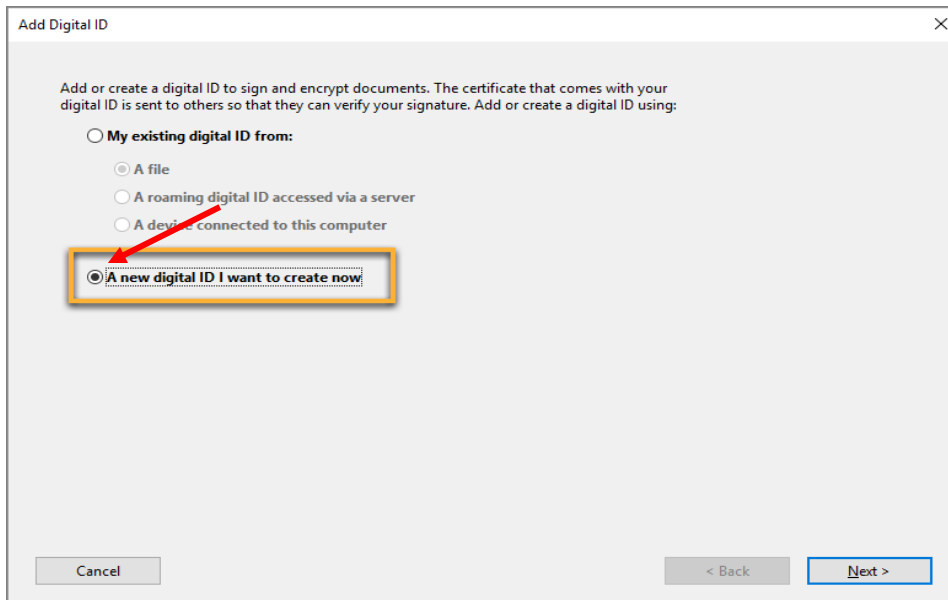 Add Digital ID
Add or create a digital ID to sign and encrypt documents. The certificate that comes with your
digital ID is sent to others so that they can verify your signature. Add or create a digital ID using:
My existing digital ID from:
A file
A roaming digital ID accessed via a server
A device connected to this computer
A new digital ID I want to create now
Cancel
< Back
Next >